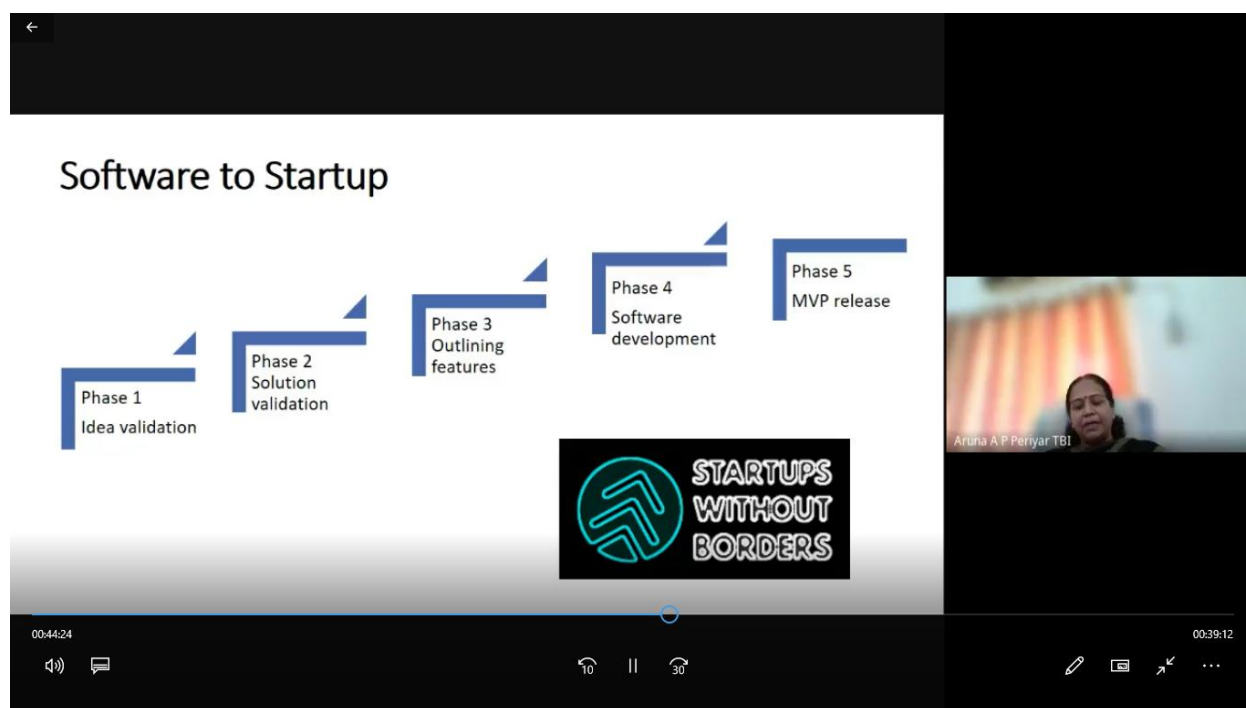 Software to Startup
Phase 1
Idea validation
Phase 2
Solution
validation
Phase 3
Outlining
features
Phase 4
Software
development
Phase 5
MVP release
STARTUPS
WITHOUT
BORDERS
Aruna A P Periyar TBI
00:44:24
00:39:12
10
30